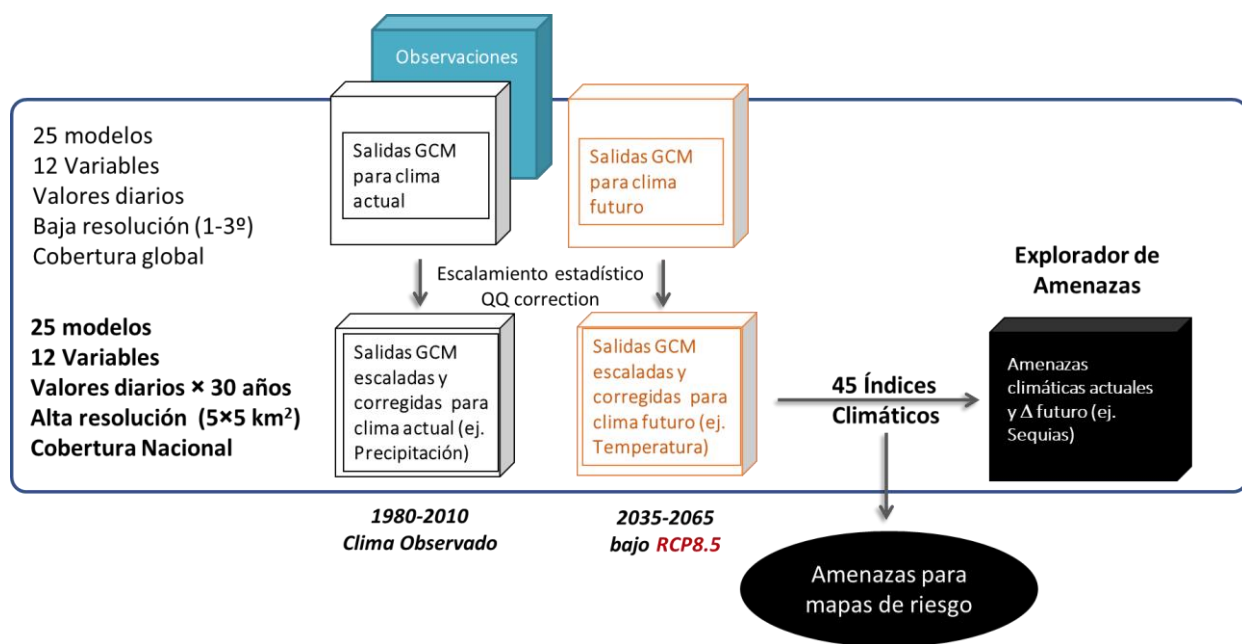 Observaciones
25 modelos
12 Variables
Valores diarios
Baja resolución (1-3º)
Cobertura global
Salidas GCM
para clima
actual
Salidas GCM
para clima
futuro
Escalamiento estadístico
QQ correction
25 modelos
12 Variables
Valores diarios × 30 años
Alta resolución (5×5 km²)
Cobertura Nacional
Salidas GCM
escaladas y
corregidas para
clima actual (ej.
Precipitación)
Salidas GCM
escaladas y
corregidas para
clima futuro (ej.
Temperatura)
45 Índices
Climáticos
Explorador de
Amenazas
Amenazas
climáticas actuales
y Δ futuro (ej.
Sequias)
1980-2010
Clima Observado
2035-2065
bajo RCP8.5
Amenazas para
mapas de riesgo